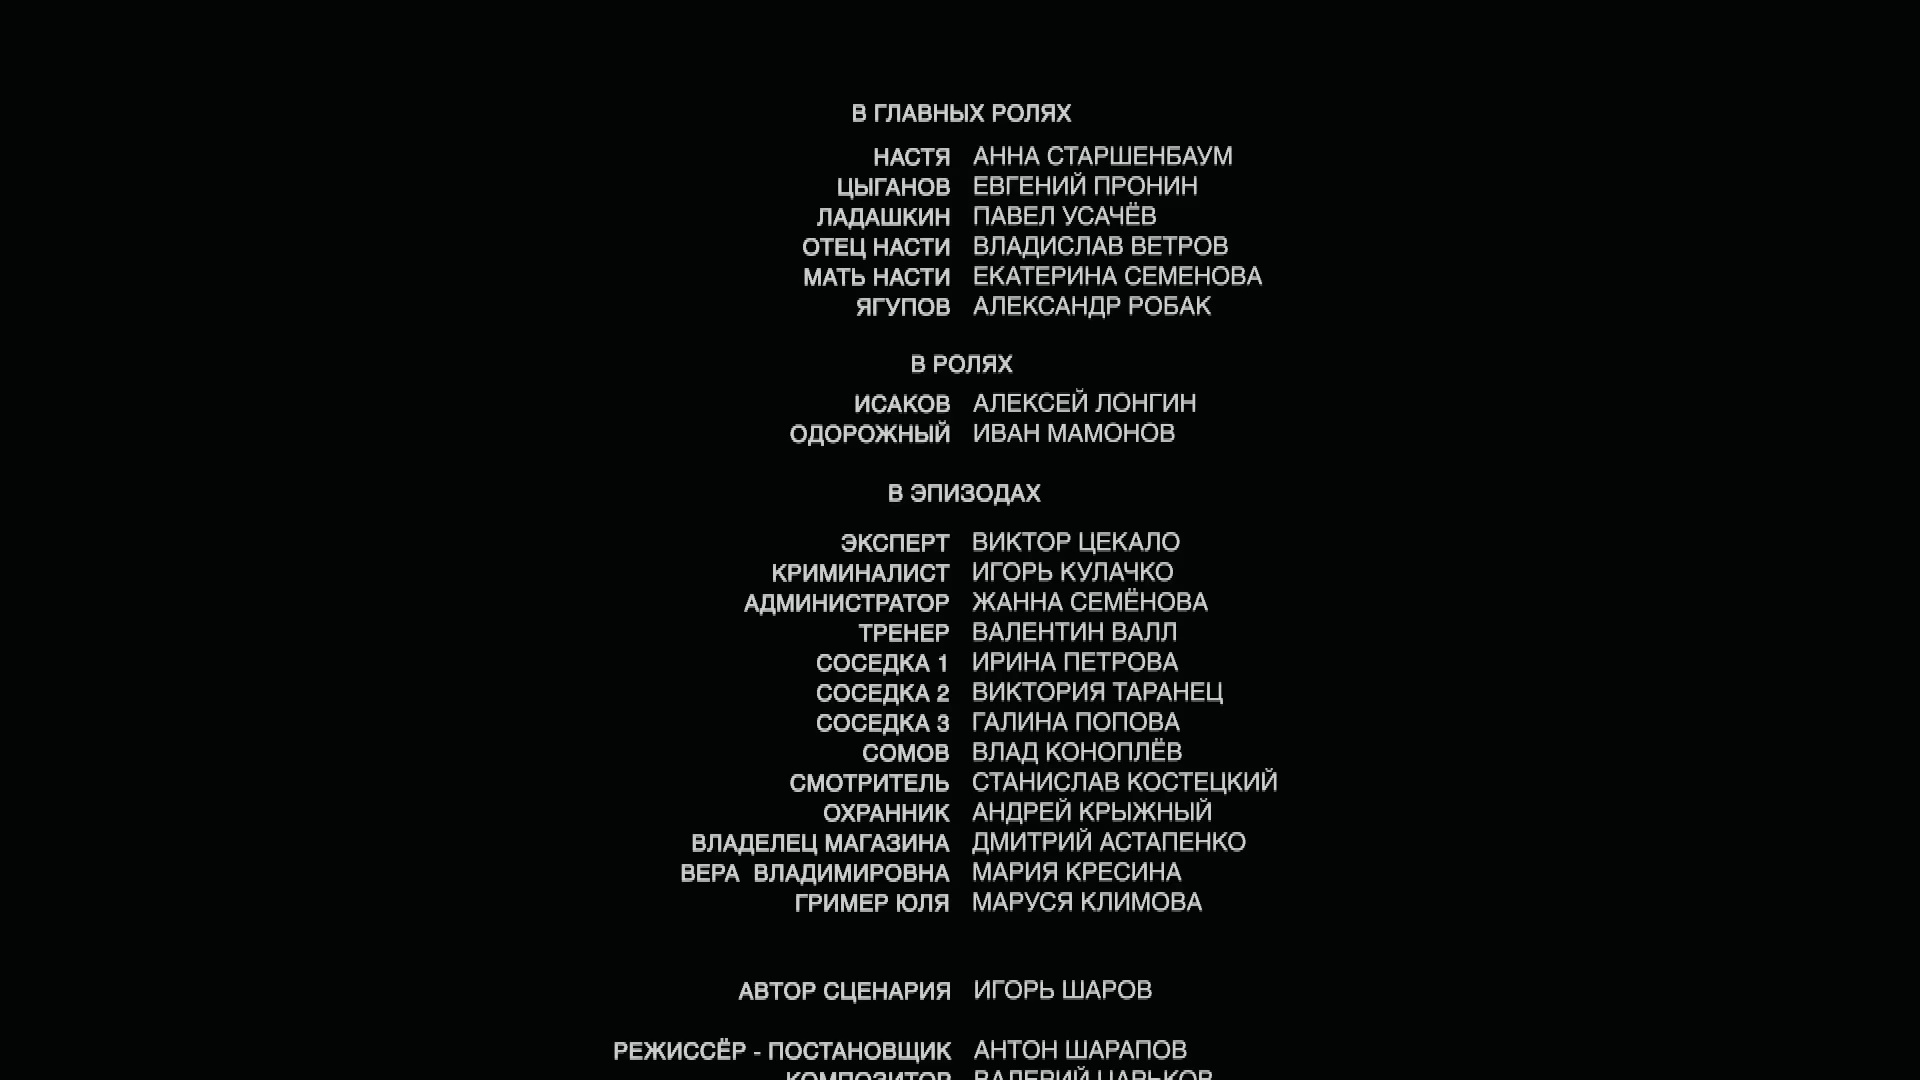 В ГЛАВНЫХ РОЛЯХ
НАСТЯ АННА СТАРШЕНБАУМ
ЦЫГАНОВ ЕВГЕНИЙ ПРОНИН
ЛАДАШКИН ПАВЕЛ УСАЧЁВ
ОТЕЦ НАСТИ ВЛАДИСЛАВ ВЕТРОВ
МАТЬ НАСТИ ЕКАТЕРИНА СЕМЕНОВА
ЯГУПОВ АЛЕКСАНДР РОБАК
В РОЛЯХ
ИСАКОВ АЛЕКСЕЙ ЛОНГИН
ОДОРОЖНЫЙ ИВАН МАМОНОВ
В ЭПИЗОДАХ
ЭКСПЕРТ ВИКТОР ЦЕКАЛО
КРИМИНАЛИСТ ИГОРЬ КУЛАЧКО
АДМИНИСТРАТОР ЖАННА СЕМЁНОВА
ТРЕНЕР ВАЛЕНТИН ВАЛЛ
СОСЕДКА 1 ИРИНА ПЕТРОВА
СОСЕДКА 2 ВИКТОРИЯ ТАРАНЕЦ
СОСЕДКА 3 ГАЛИНА ПОПОВА
СОМОВ ВЛАД КОНОПЛЁВ
СМОТРИТЕЛЬ СТАНИСЛАВ КОСТЕЦКИЙ
ОХРАННИК АНДРЕЙ КРЫЖНЫЙ
ВЛАДЕЛЕЦ МАГАЗИНА ДМИТРИЙ АСТАПЕНКО
ВЕРА ВЛАДИМИРОВНА МАРИЯ КРЕСИНА
ГРИМЕР ЮЛЯ МАРУСЯ КЛИМОВА
АВТОР СЦЕНАРИЯ ИГОРЬ ШАРОВ
РЕЖИССЁР - ПОСТАНОВЩИК АНТОН ШАРАПОВ
КОМПОЗИТОР ВАЛЕРИЙ ЦАРЬКОВ